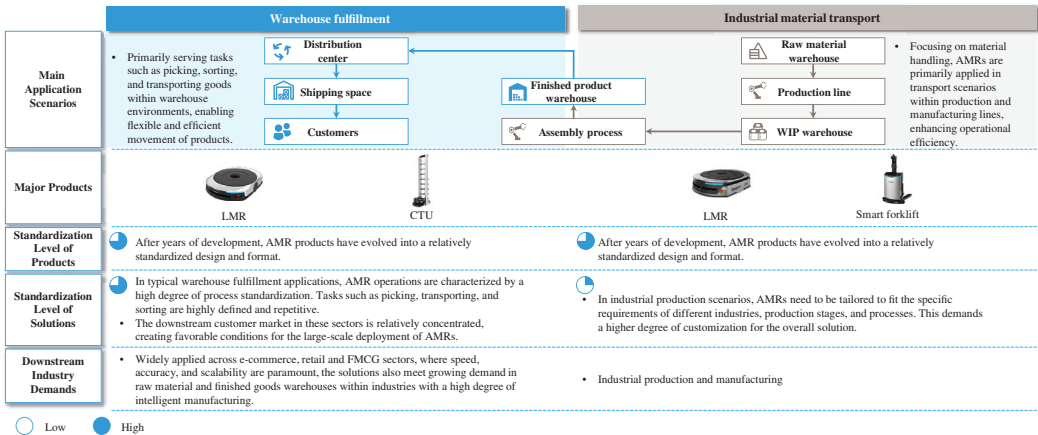 Warehouse fulfillment
Industrial material transport
Main
Application
Scenarios
• Primarily serving tasks
such as picking, sorting,
and transporting goods
within warehouse
environments, enabling
flexible and efficient
movement of products.
Distribution
center
Shipping space
Customers
Finished product
warehouse
Assembly process
Raw material
warehouse
Production line
WIP warehouse
• Focusing on material
handling, AMRs are
primarily applied in
transport scenarios
within production and
manufacturing lines,
enhancing operational
efficiency.
Major Products
LMR
CTU
LMR
Smart forklift
Standardization
Level of
Products
After years of development, AMR products have evolved into a relatively
standardized design and format.
After years of development, AMR products have evolved into a relatively
standardized design and format.
Standardization
Level of
Solutions
• In typical warehouse fulfillment applications, AMR operations are characterized by a
high degree of process standardization. Tasks such as picking, transporting, and
sorting are highly defined and repetitive.
• The downstream customer market in these sectors is relatively concentrated,
creating favorable conditions for the large-scale deployment of AMRs.
• In industrial production scenarios, AMRs need to be tailored to fit the specific
requirements of different industries, production stages, and processes. This demands
a higher degree of customization for the overall solution.
Downstream
Industry
Demands
• Widely applied across e-commerce, retail and FMCG sectors, where speed,
accuracy, and scalability are paramount, the solutions also meet growing demand in
raw material and finished goods warehouses within industries with a high degree of
intelligent manufacturing.
• Industrial production and manufacturing
Low
High